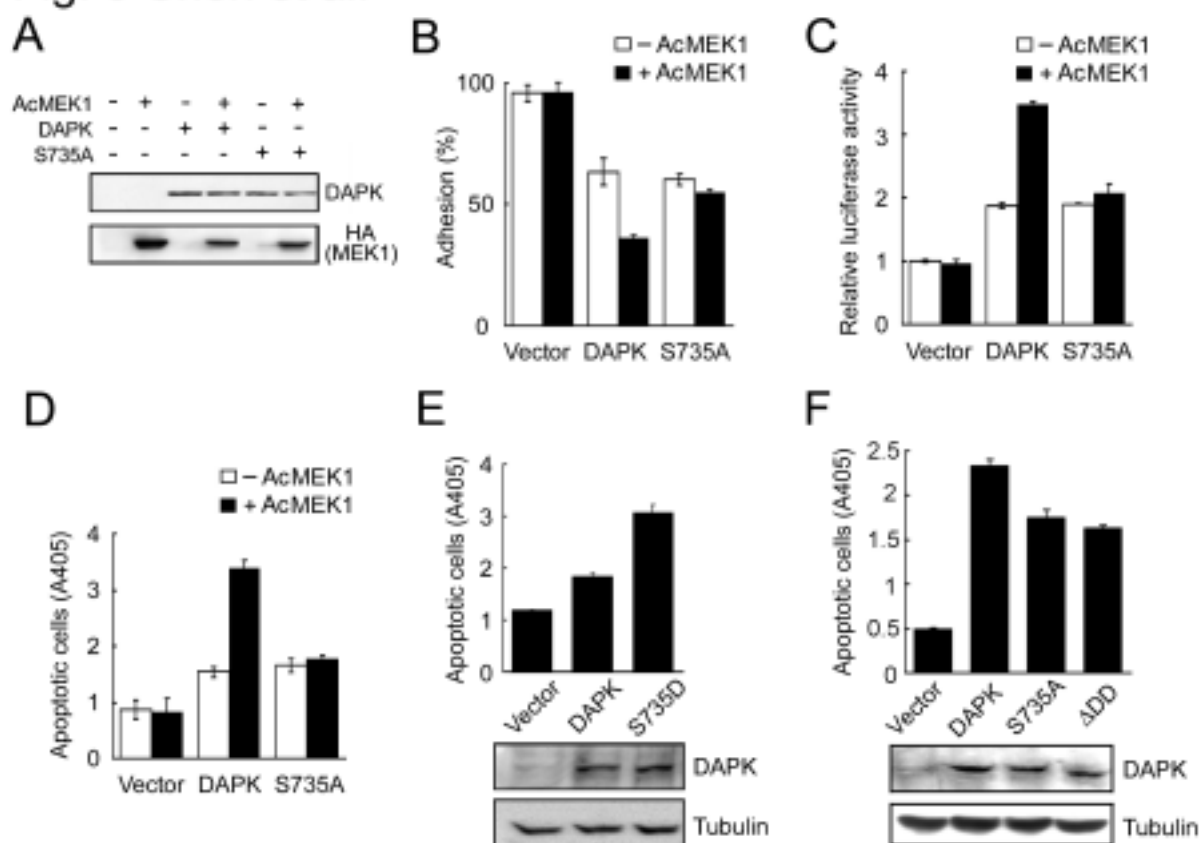 A
AcMEK1 - + - + - +
DAPK - - + + - -
S735A - - - - + +
DAPK
HA
(MEK1)
B
– AcMEK1
+ AcMEK1
Adhesion (%)
100
50
0
Vector DAPK S735A
C
– AcMEK1
+ AcMEK1
Relative luciferase activity
4
3
2
1
0
Vector DAPK S735A
D
– AcMEK1
+ AcMEK1
Apoptotic cells (A405)
4
3
2
1
0
Vector DAPK S735A
E
Apoptotic cells (A405)
4
3
2
1
0
Vector DAPK S735D
DAPK
Tubulin
F
Apoptotic cells (A405)
2.5
2
1.5
1
0.5
0
Vector DAPK S735A ΔDD
DAPK
Tubulin